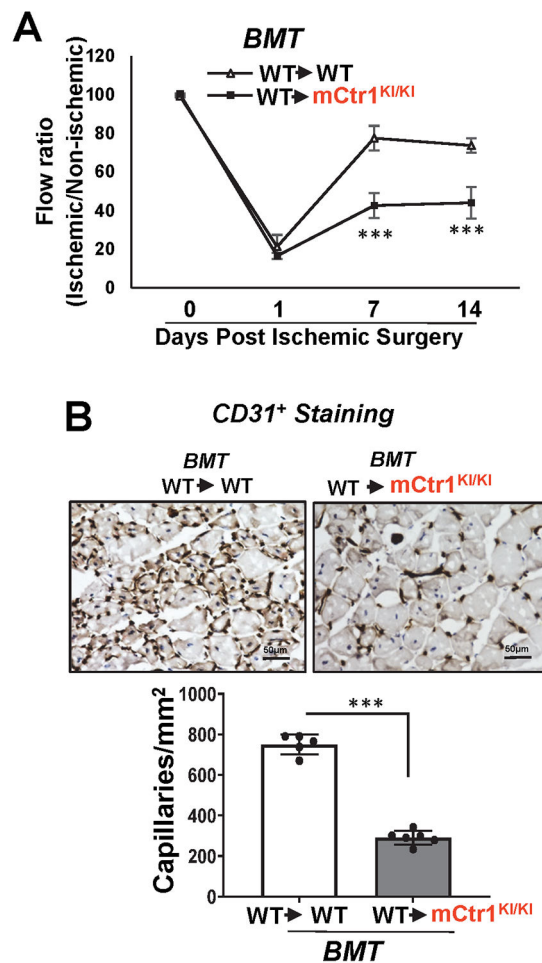 A
BMT
WT➔WT
WT➔mCtr1KI/KI
Flow ratio
(Ischemic/Non-ischemic)
120
100
80
60
40
20
0
***
***
0 1 7 14
Days Post Ischemic Surgery
B
CD31+ Staining
BMT
WT➔WT
BMT
WT➔mCtr1KI/KI
50µm
50µm
Capillaries/mm2
1000
800
600
400
200
0
***
WT➔WT WT➔mCtr1KI/KI
BMT